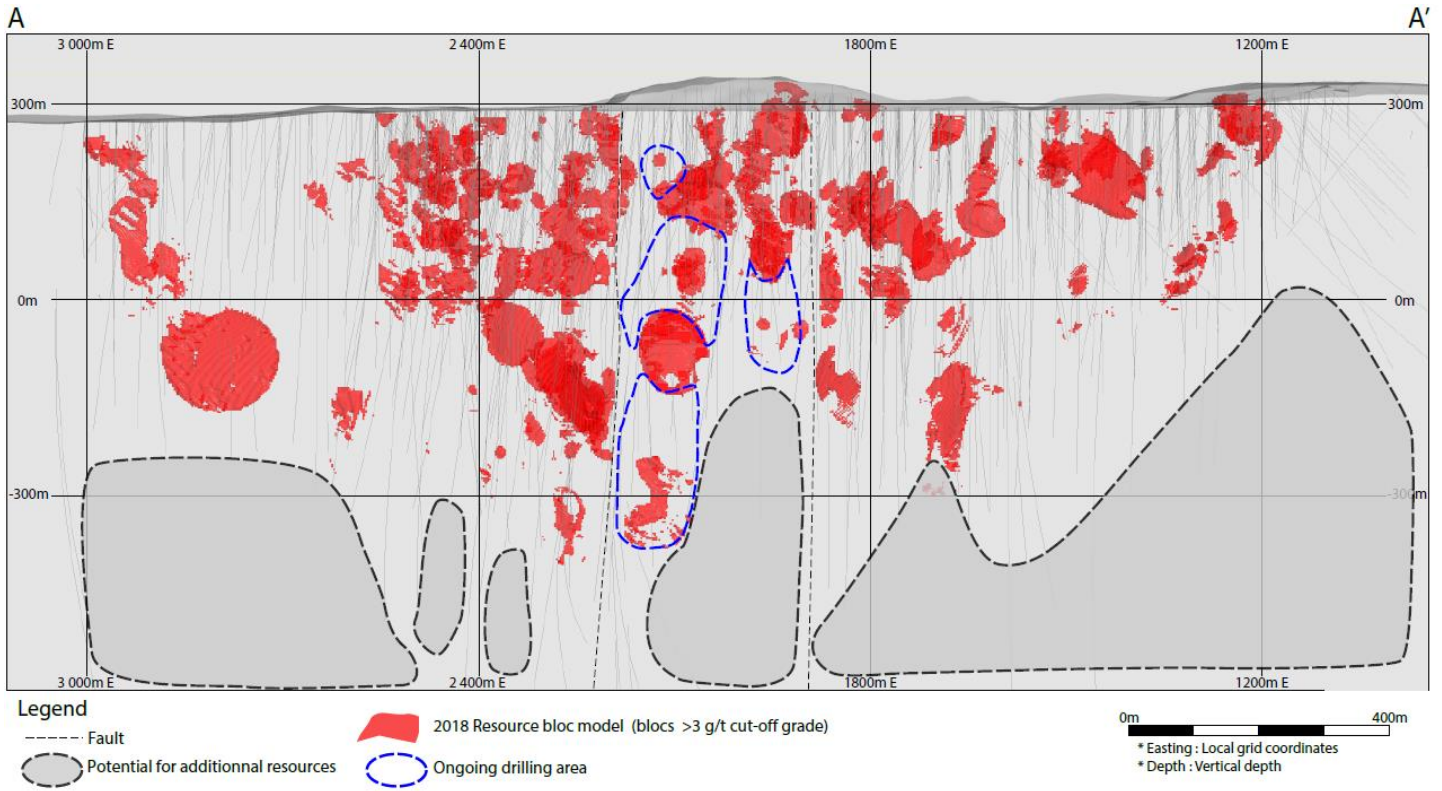 A A'
3 000m E 2 400m E 1800m E 1200m E
300m 300m
0m 0m
-300m -300m
3 000m E 2 400m E 1800m E 1200m E
Legend
Fault
2018 Resource bloc model (blocs >3 g/t cut-off grade)
Potential for additionnal resources
Ongoing drilling area
0m 400m
* Easting : Local grid coordinates
* Depth : Vertical depth